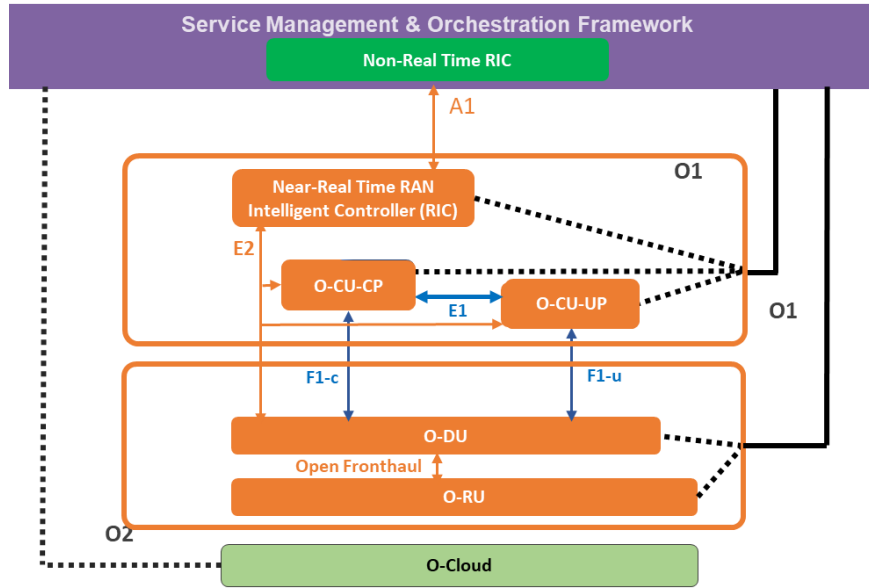 Service Management & Orchestration Framework
Non-Real Time RIC
A1
O1
Near-Real Time RAN
Intelligent Controller (RIC)
E2
O-CU-CP
O-CU-UP
E1
O1
F1-c
F1-u
O-DU
Open Fronthaul
O-RU
O2
O-Cloud